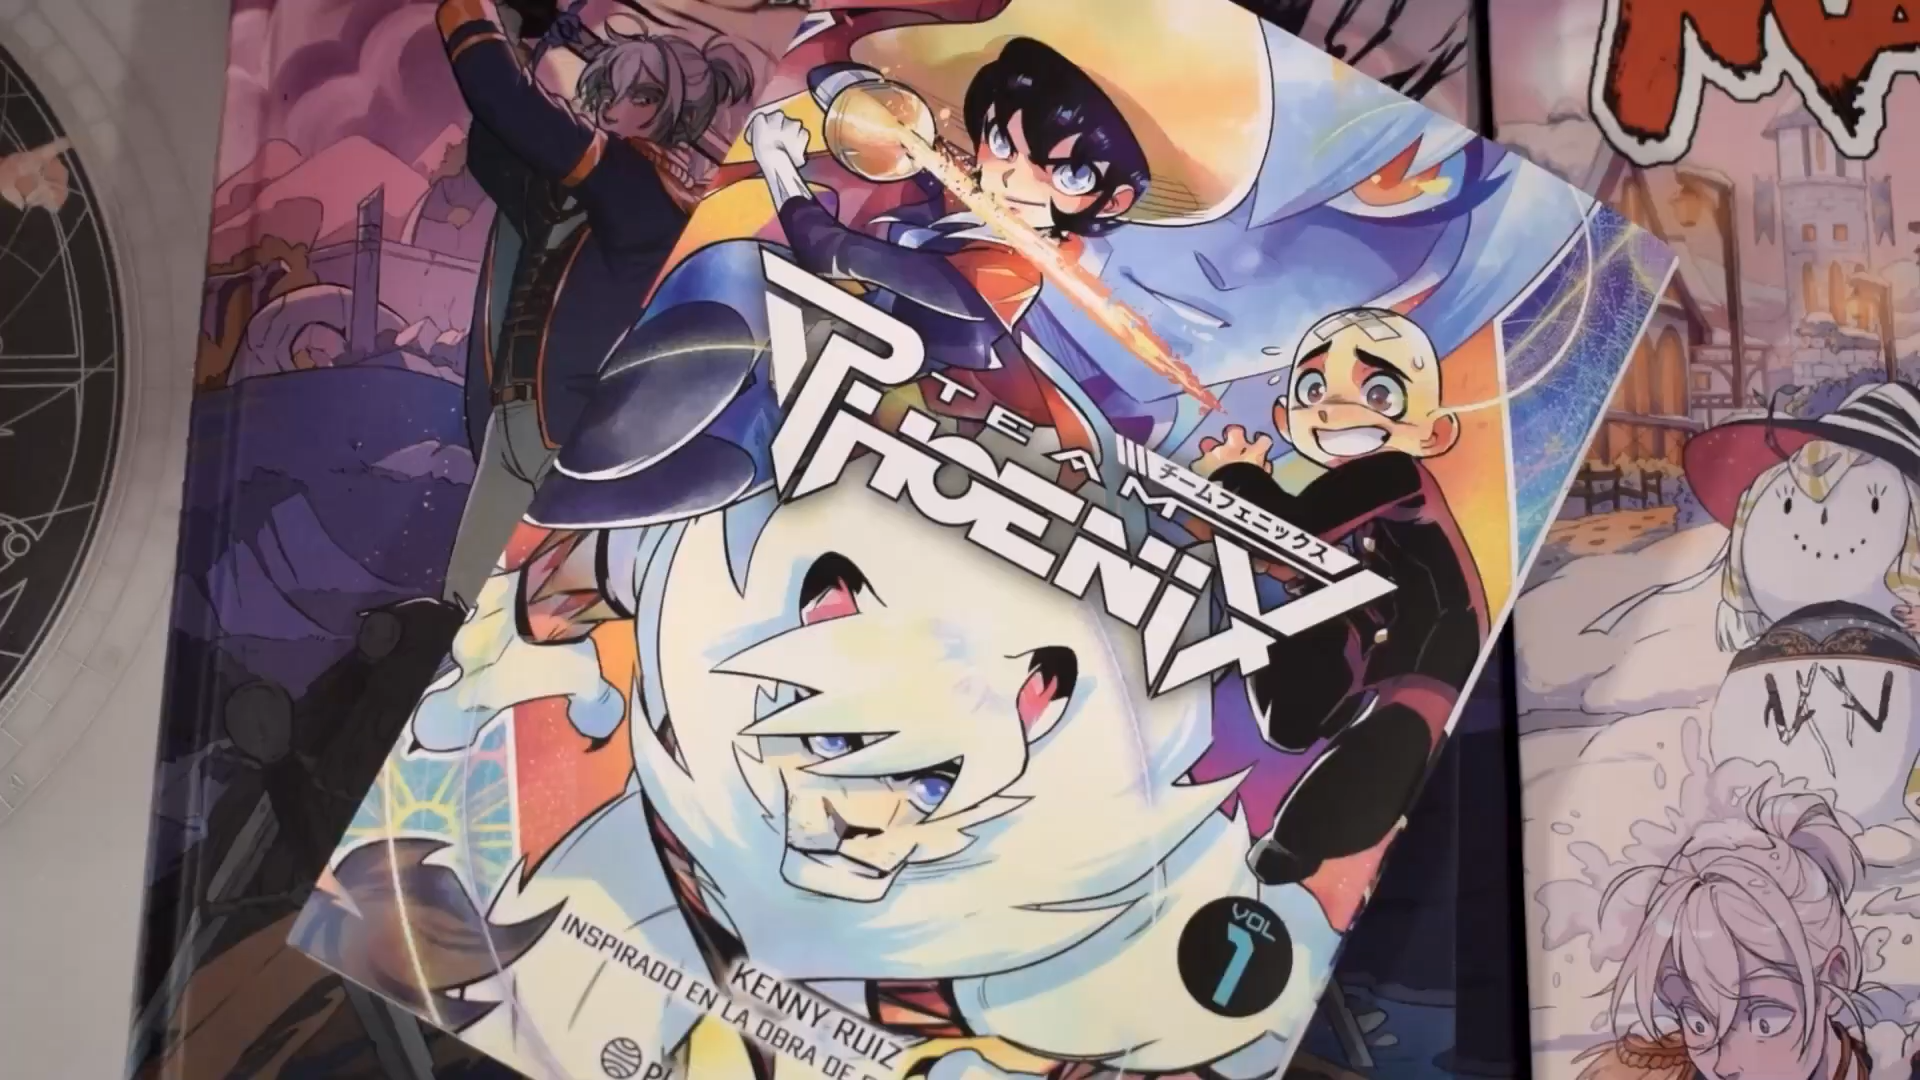 TEAM
PHOENIX
チームフェニックス
VOL
1
KENNY RUIZ
INSPIRADO EN LA OBRA DE